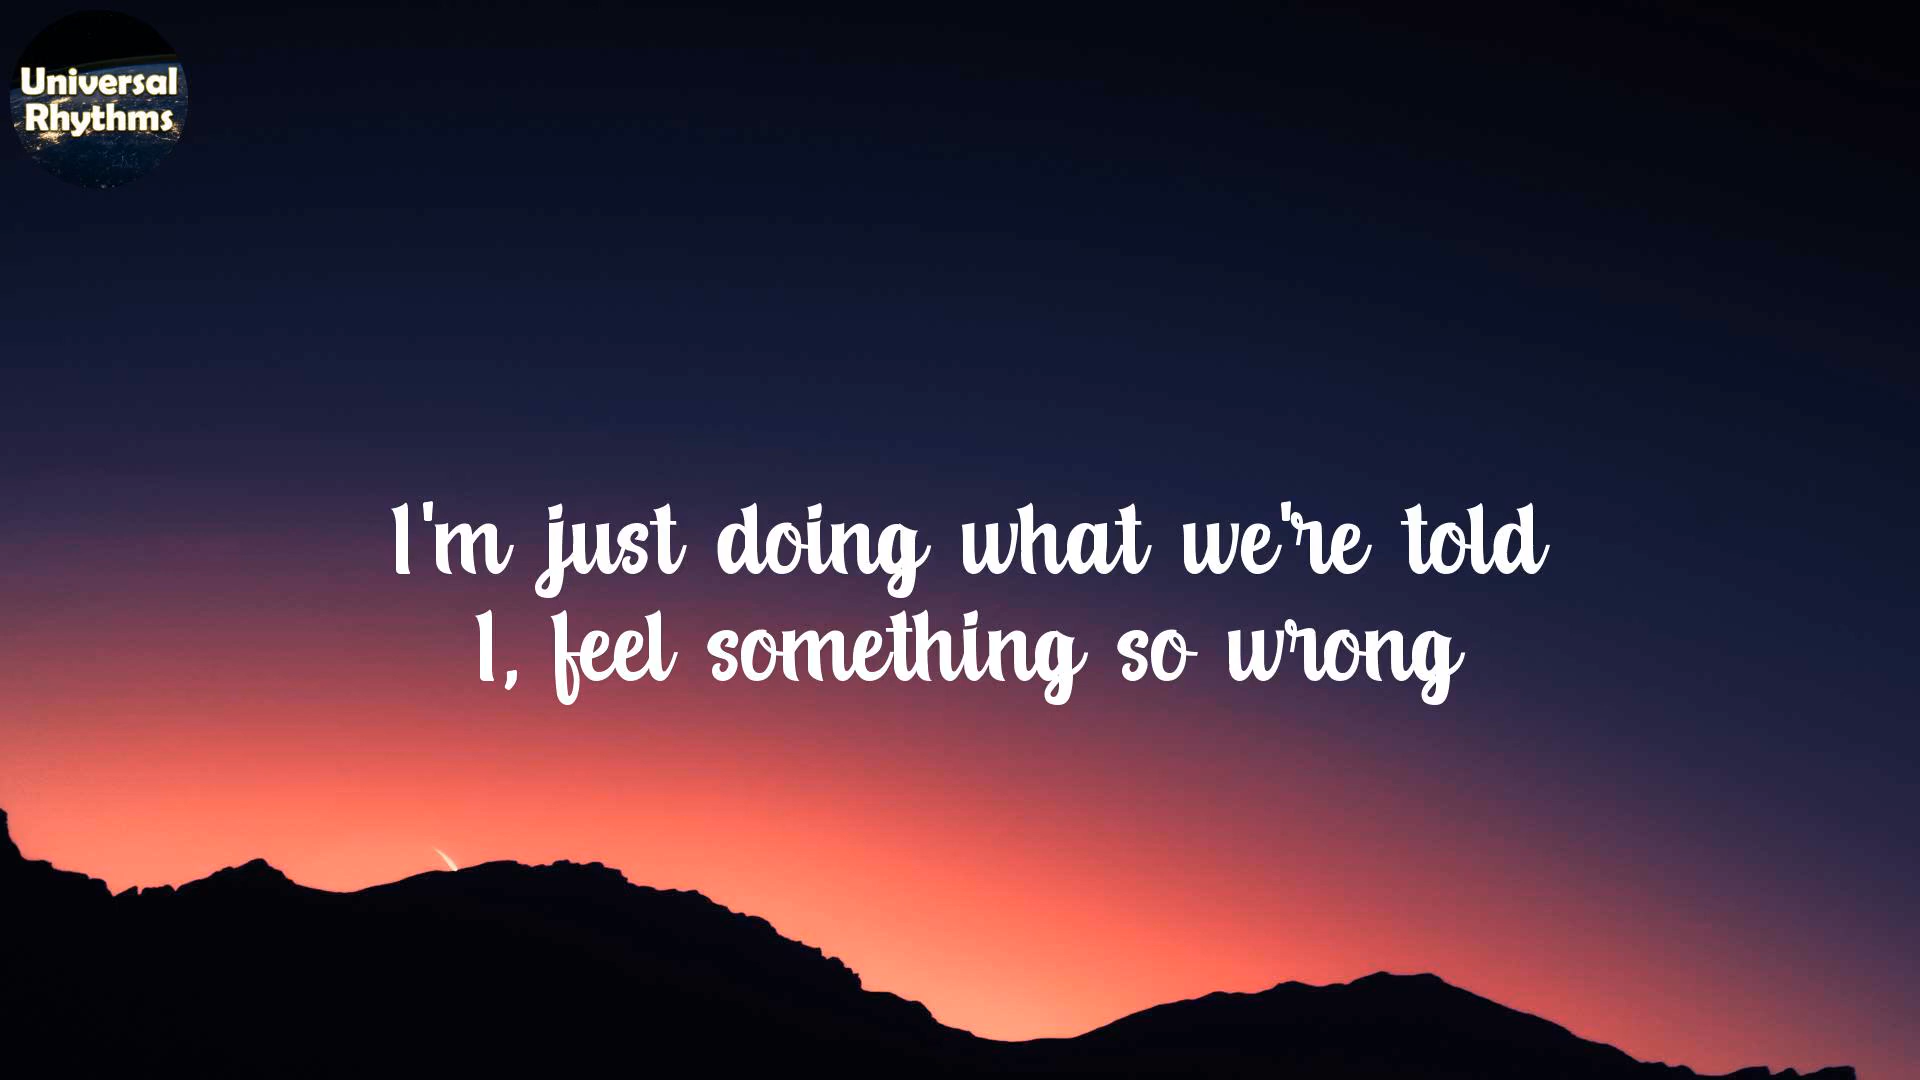 Universal
Rhythms
I'm just doing what we're told
I, feel something so wrong